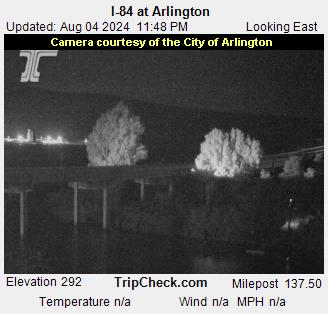 I-84 at Arlington
Updated: Aug 04 2024 11:48 PM Looking East
Camera courtesy of the City of Arlington
Elevation 292 TripCheck.com Milepost 137.50
Temperature n/a Wind n/a MPH n/a